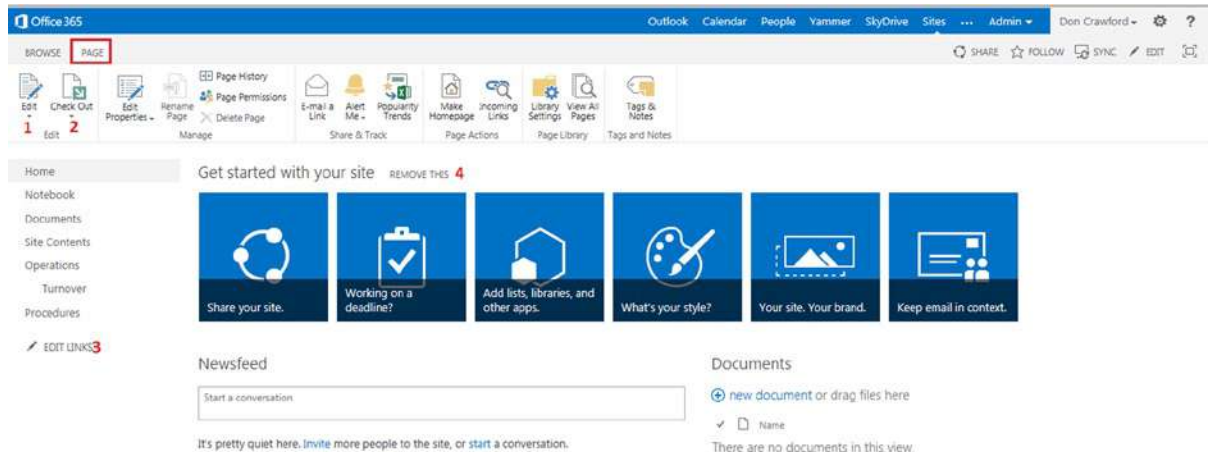 Office 365
Outlook Calendar People Yammer SkyDrive Sites ... Admin Don Crawford ?
BROWSE PAGE
SHARE FOLLOW SYNC EDIT
Edit
Check Out
Edit Properties
Rename Page
Page History
Page Permissions
Delete Page
E-mail a Link
Alert Me
Popularity Trends
Make Homepage
Incoming Links
Library Settings
View All Pages
Tags & Notes
1 2
Edit Manage Share & Track Page Actions Page Library Tags and Notes
Home
Notebook
Documents
Site Contents
Operations
Turnover
Procedures
EDIT LINKS 3
Get started with your site REMOVE THIS 4
Share your site.
Working on a
deadline?
Add lists, libraries, and
other apps.
What's your style?
Your site. Your brand.
Keep email in context.
Newsfeed
Start a conversation
It's pretty quiet here. Invite more people to the site, or start a conversation.
Documents
new document or drag files here
Name
There are no documents in this view